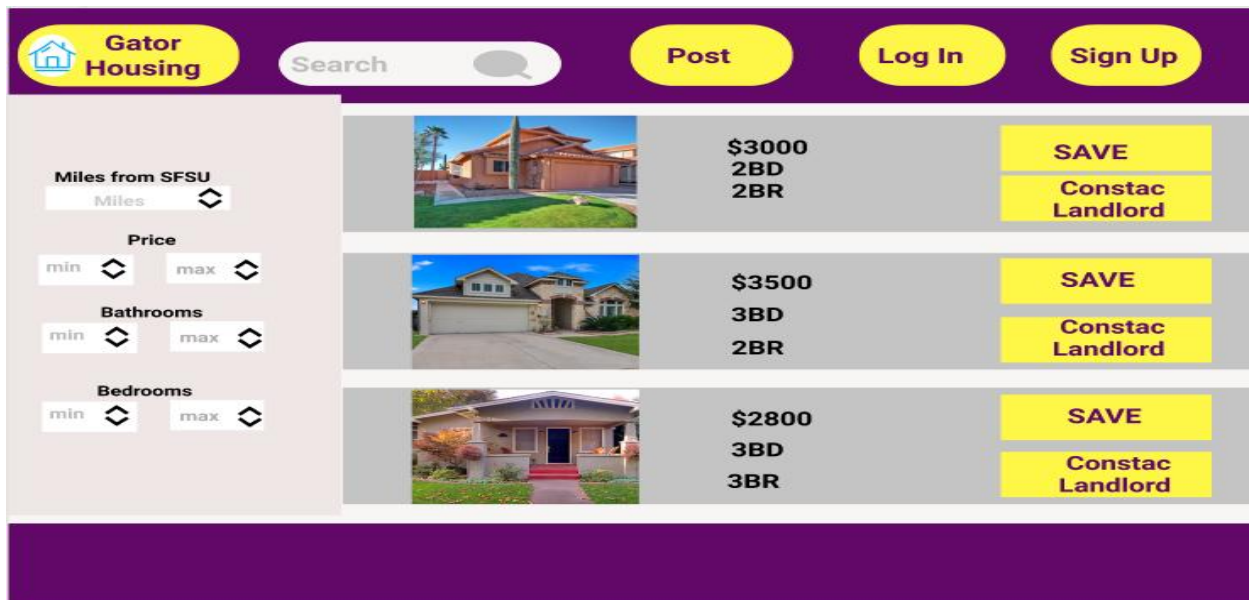 Gator
Housing
Search
Post
Log In
Sign Up
Miles from SFSU
Miles
Price
min
max
Bathrooms
min
max
Bedrooms
min
max
$3000
2BD
2BR
SAVE
Constac
Landlord
$3500
3BD
2BR
SAVE
Constac
Landlord
$2800
3BD
3BR
SAVE
Constac
Landlord